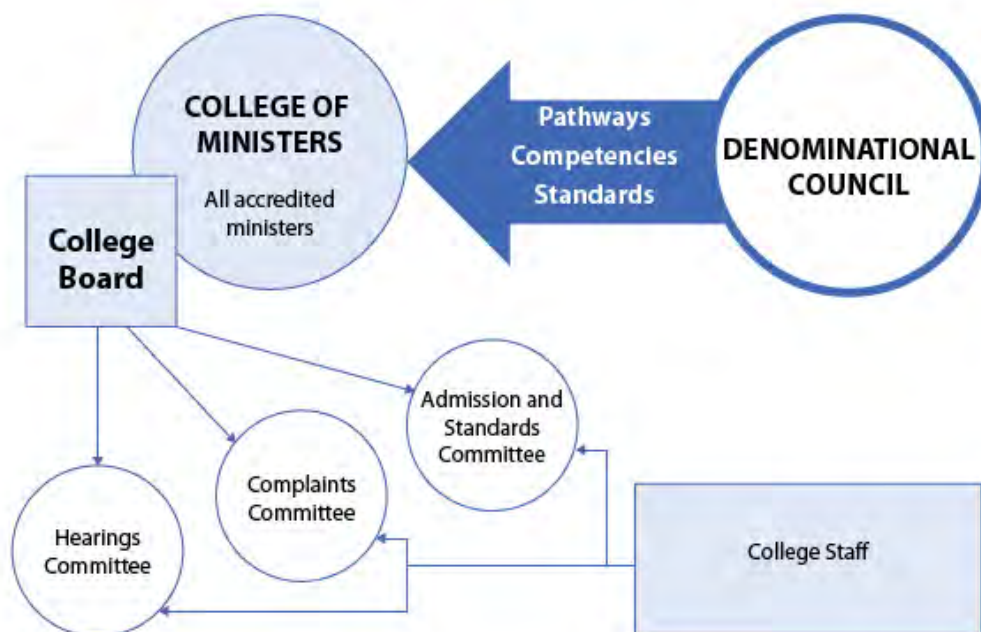 COLLEGE OF
MINISTERS
All accredited
ministers
Pathways
Competencies
Standards
DENOMINATIONAL
COUNCIL
College
Board
Admission and
Standards
Committee
Complaints
Committee
Hearings
Committee
College Staff